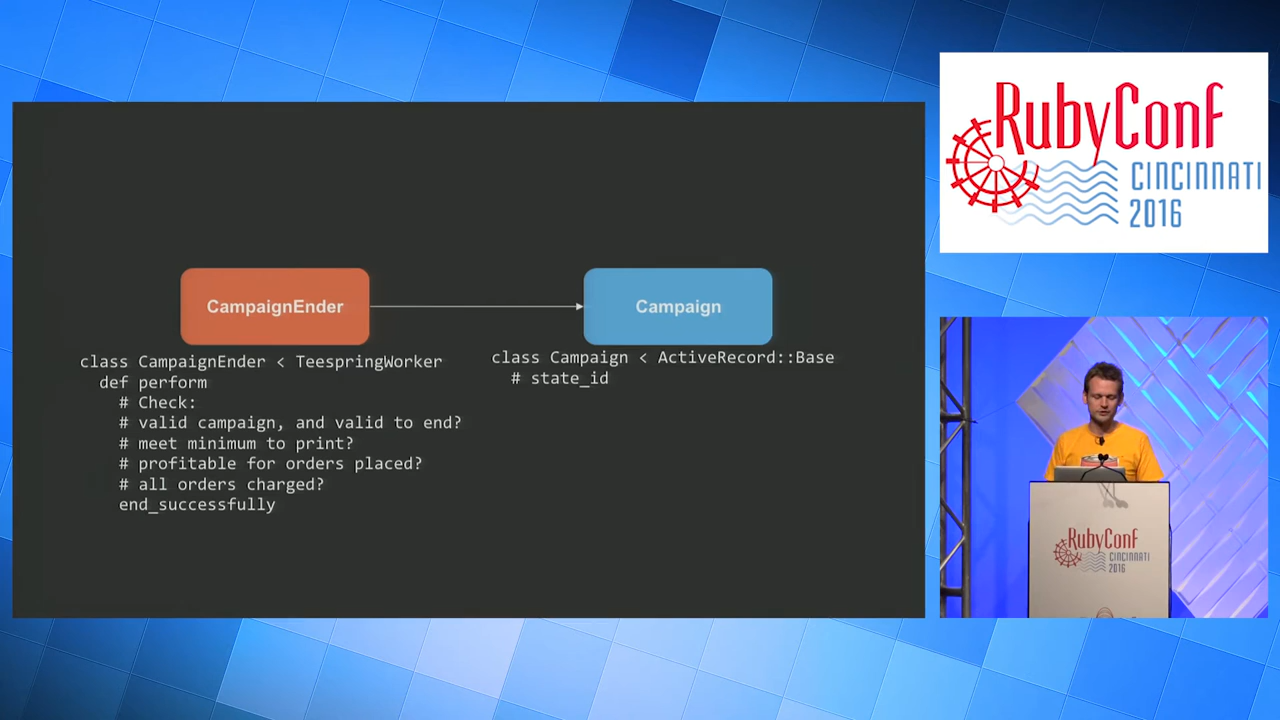 CampaignEnder
Campaign
class CampaignEnder < TeespringWorker
def perform
# Check:
# valid campaign, and valid to end?
# meet minimum to print?
# profitable for orders placed?
# all orders charged?
end_successfully
class Campaign < ActiveRecord::Base
# state_id
RubyConf
CINCINNATI
2016
RubyConf
CINCINNATI
2016